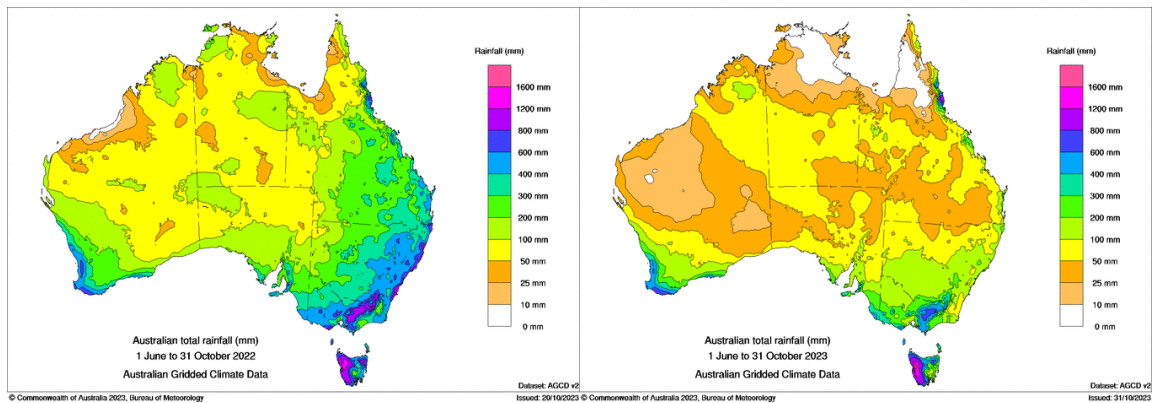 Rainfall (mm)
1600 mm
1200 mm
800 mm
600 mm
400 mm
300 mm
200 mm
100 mm
50 mm
25 mm
10 mm
0 mm
Australian total rainfall (mm)
1 June to 31 October 2022
Australian Gridded Climate Data
Dataset: AGCD v2
© Commonwealth of Australia 2023, Bureau of Meteorology
Issued: 20/10/2023
Rainfall (mm)
1600 mm
1200 mm
800 mm
600 mm
400 mm
300 mm
200 mm
100 mm
50 mm
25 mm
10 mm
0 mm
Australian total rainfall (mm)
1 June to 31 October 2023
Australian Gridded Climate Data
Dataset: AGCD v2
© Commonwealth of Australia 2023, Bureau of Meteorology
Issued: 31/10/2023